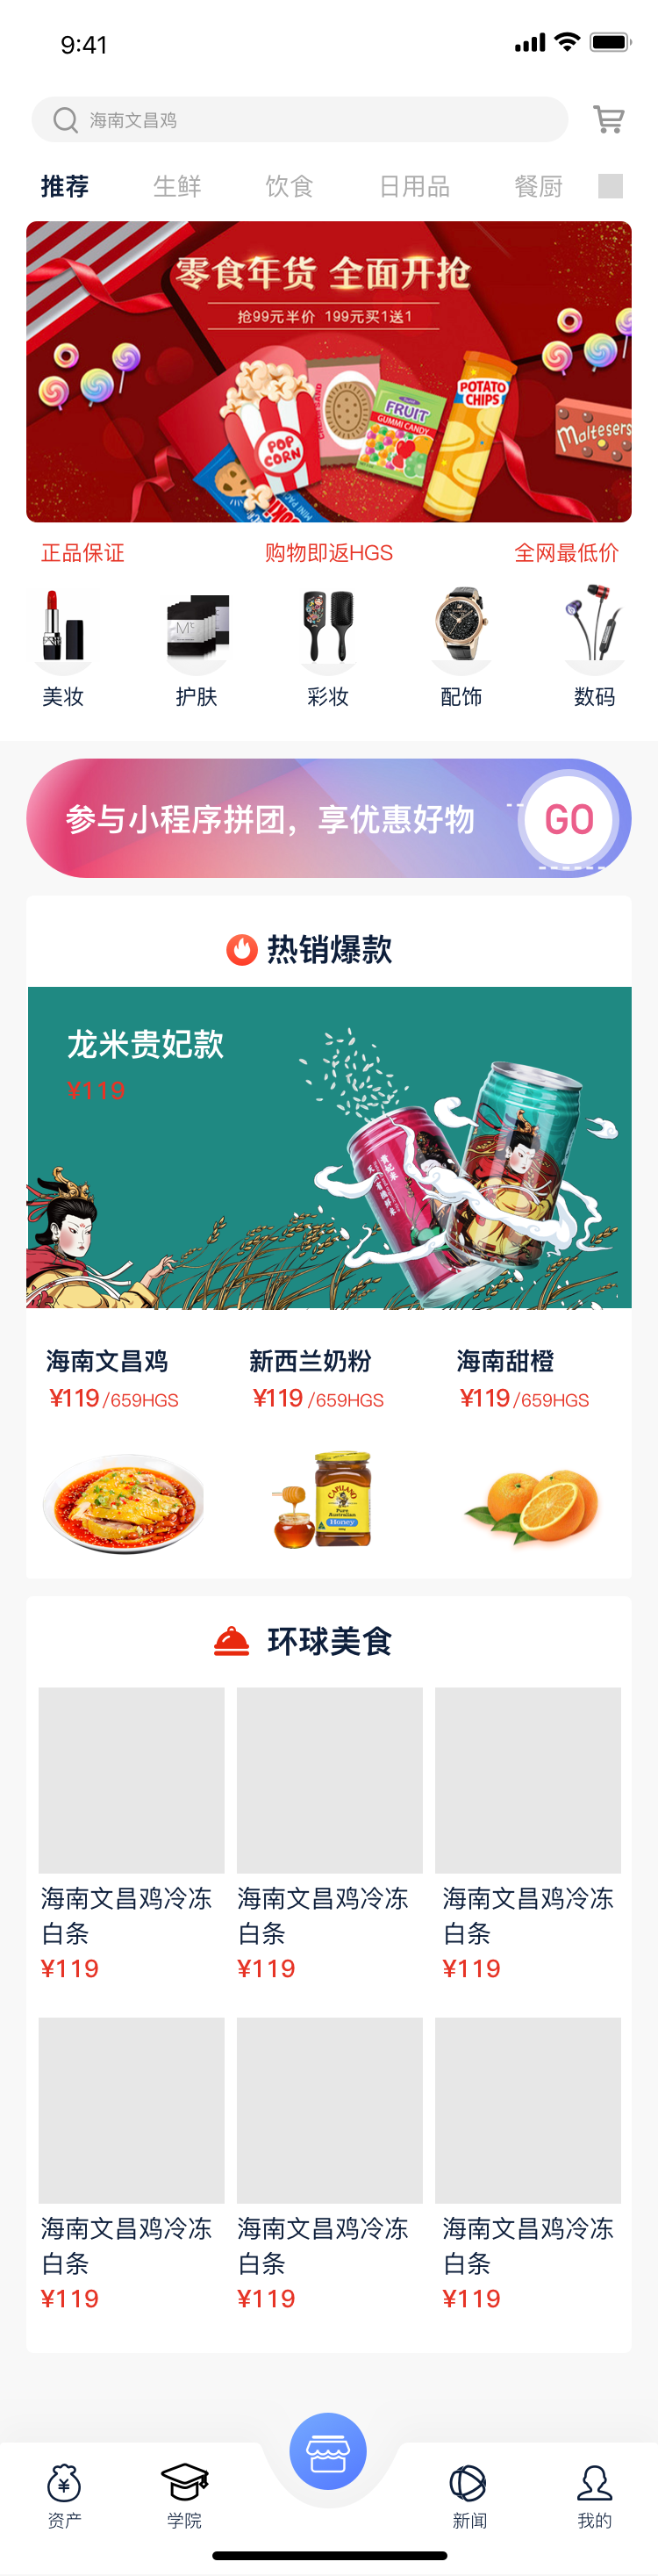 9:41
海南文昌鸡
推荐 生鲜 饮食 日用品 餐厨
零食年货 全面开抢
抢99元半价 199元买1送1
POP
CORN
FRUIT
GUMMI CANDY
POTATO
CHIPS
Maltesers
MINI PAC
正品保证 购物即返HGS 全网最低价
美妆 护肤 彩妆 配饰 数码
参与小程序拼团，享优惠好物
GO
热销爆款
龙米贵妃款
¥119
海南文昌鸡 新西兰奶粉 海南甜橙
¥119/659HGS ¥119/659HGS ¥119/659HGS
CAPILANO
Pure
Australian
Honey
环球美食
海南文昌鸡冷冻 海南文昌鸡冷冻 海南文昌鸡冷冻
白条 白条 白条
¥119 ¥119 ¥119
海南文昌鸡冷冻 海南文昌鸡冷冻 海南文昌鸡冷冻
白条 白条 白条
¥119 ¥119 ¥119
资产 学院 新闻 我的